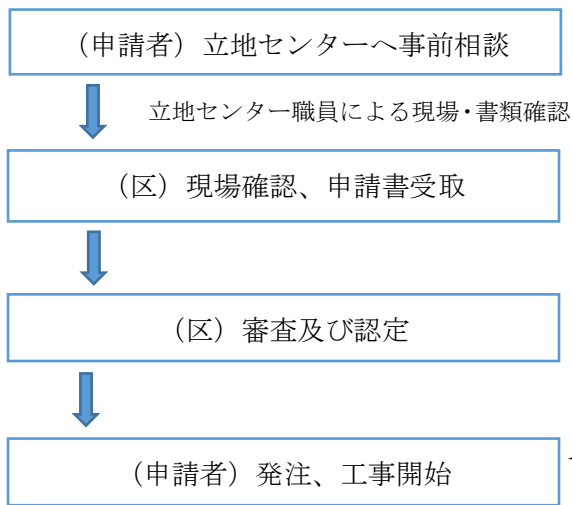 （申請者）立地センターへ事前相談
立地センター職員による現場・書類確認
（区）現場確認、申請書受取
（区）審査及び認定
（申請者）発注、工事開始